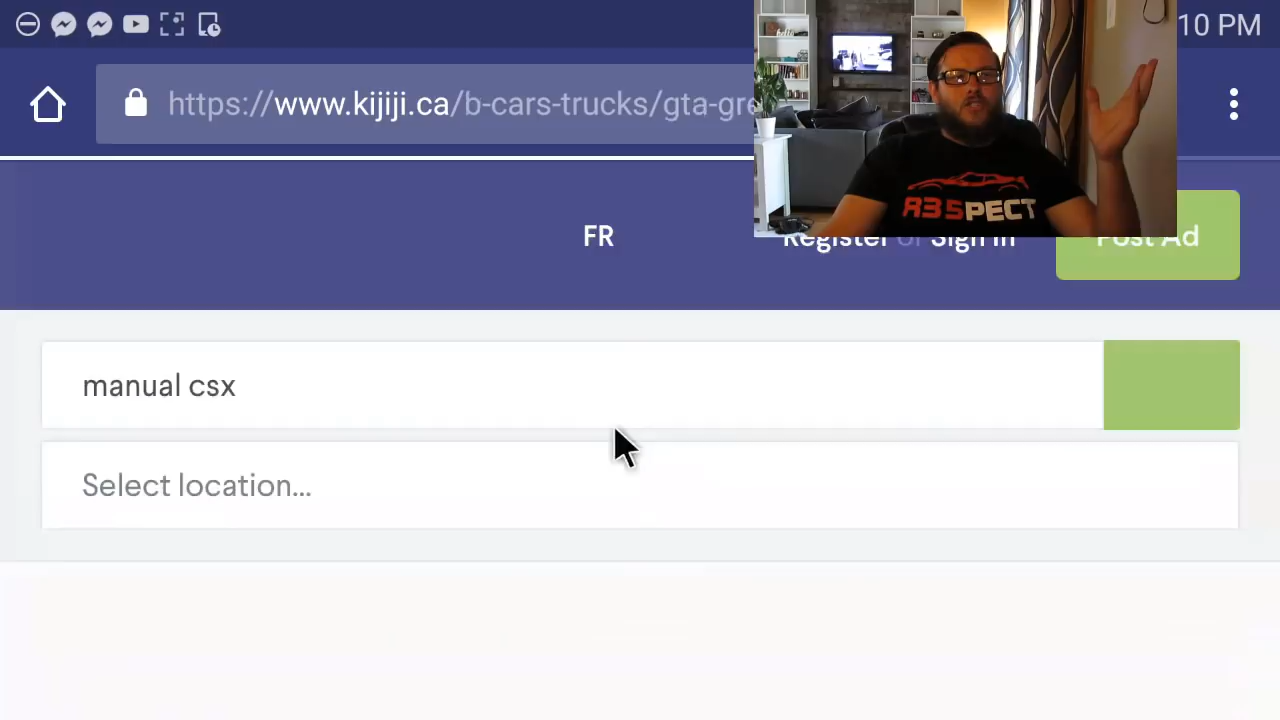 10 PM
https://www.kijiji.ca/b-cars-trucks/gta-gre
R35PECT
FR
Register or Sign In
Post Ad
manual csx
Select location...